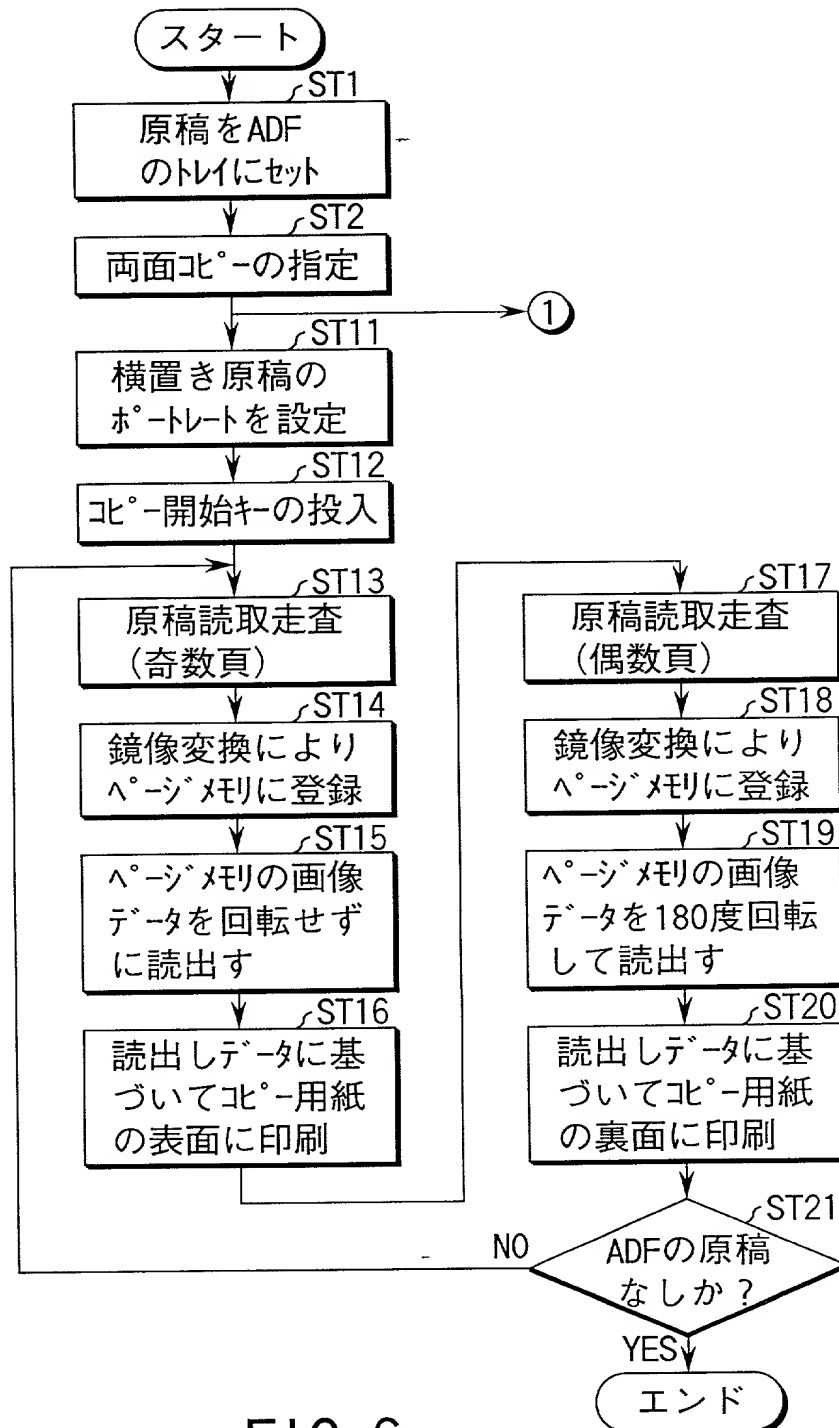 スタート
ST1
原稿をADF
のトレイにセット
ST2
両面コピーの指定
①
ST11
横置き原稿の
ポートレートを設定
ST12
コピー開始キーの投入
ST13
原稿読取走査
(奇数頁)
ST14
鏡像変換により
ページメモリに登録
ST15
ページメモリの画像
データを回転せず
に読出す
ST16
読出しデータに基
づいてコピー用紙
の表面に印刷
ST17
原稿読取走査
(偶数頁)
ST18
鏡像変換により
ページメモリに登録
ST19
ページメモリの画像
データを180度回転
して読出す
ST20
読出しデータに基
づいてコピー用紙
の裏面に印刷
ST21
ADFの原稿
なしか?
NO
YES
エンド
FIG.6